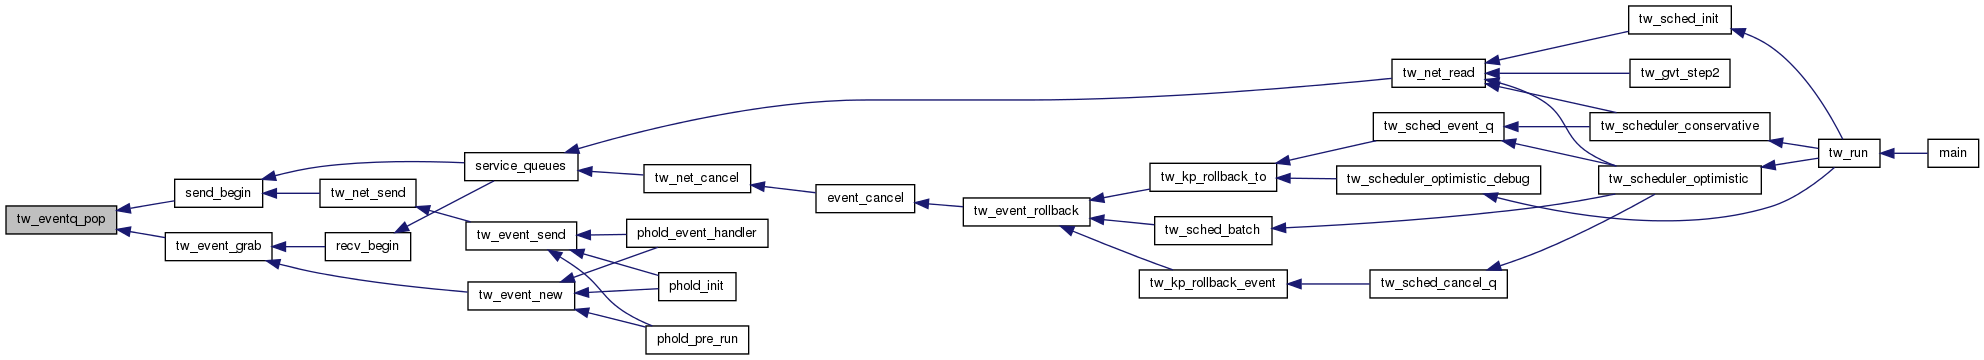 tw_eventq_pop
send_begin
tw_event_grab
tw_net_send
recv_begin
service_queues
tw_event_send
tw_event_new
tw_net_cancel
phold_event_handler
phold_init
phold_pre_run
event_cancel
tw_event_rollback
tw_kp_rollback_to
tw_sched_batch
tw_kp_rollback_event
tw_net_read
tw_sched_event_q
tw_scheduler_optimistic_debug
tw_sched_cancel_q
tw_sched_init
tw_gvt_step2
tw_scheduler_conservative
tw_scheduler_optimistic
tw_run
main